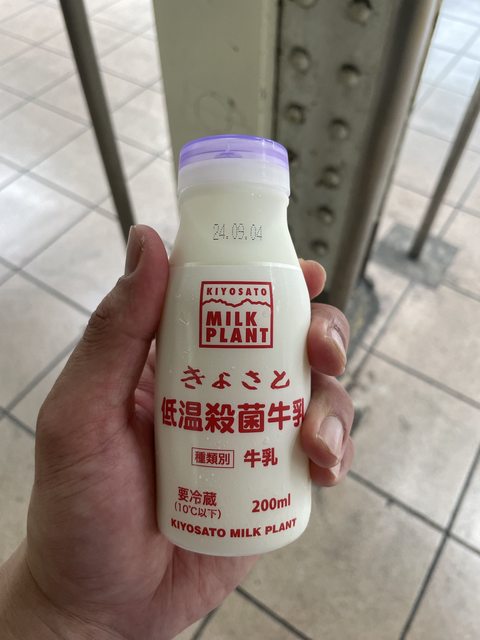 24.09.04
KIYOSATO
MILK
PLANT
きよさと
低温殺菌牛乳
種類別 牛乳
要冷蔵
(10℃以下)
200ml
KIYOSATO MILK PLANT